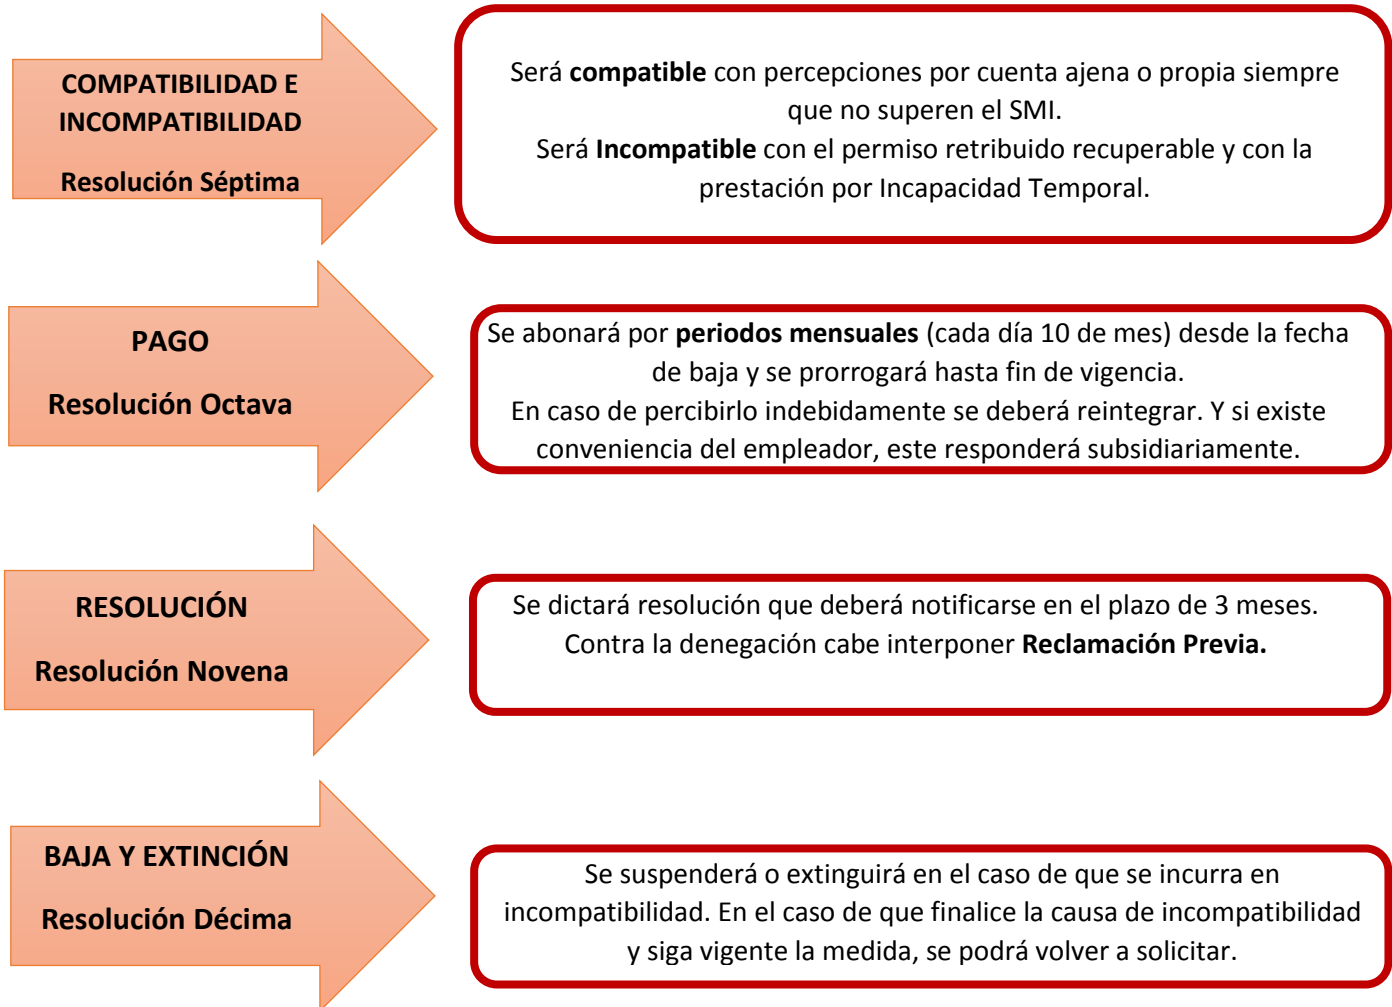 COMPATIBILIDAD E
INCOMPATIBILIDAD
Resolución Séptima
Será compatible con percepciones por cuenta ajena o propia siempre
que no superen el SMI.
Será Incompatible con el permiso retribuido recuperable y con la
prestación por Incapacidad Temporal.
PAGO
Resolución Octava
Se abonará por periodos mensuales (cada día 10 de mes) desde la fecha
de baja y se prorrogará hasta fin de vigencia.
En caso de percibirlo indebidamente se deberá reintegrar. Y si existe
conveniencia del empleador, este responderá subsidiariamente.
RESOLUCIÓN
Resolución Novena
Se dictará resolución que deberá notificarse en el plazo de 3 meses.
Contra la denegación cabe interponer Reclamación Previa.
BAJA Y EXTINCIÓN
Resolución Décima
Se suspenderá o extinguirá en el caso de que se incurra en
incompatibilidad. En el caso de que finalice la causa de incompatibilidad
y siga vigente la medida, se podrá volver a solicitar.